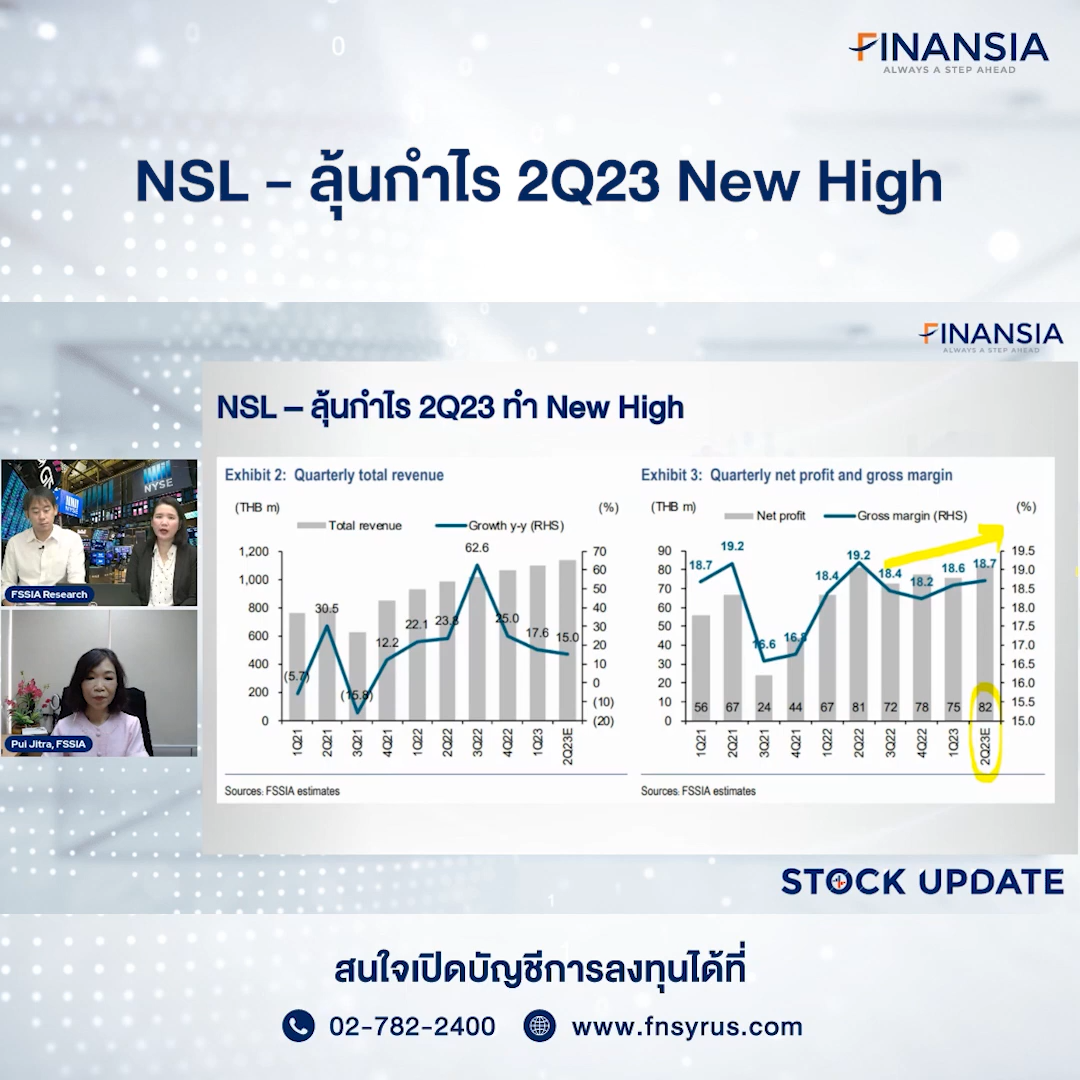 FINANSIA
ALWAYS A STEP AHEAD
NSL - ลุ้นกำไร 2Q23 New High
FINANSIA
ALWAYS A STEP AHEAD
NSL – ลุ้นกำไร 2Q23 ทำ New High
NYSE
FSSIA Research
Pui Jitra, FSSIA
Exhibit 2: Quarterly total revenue
(THB m)
(%)
Total revenue
Growth y-y (RHS)
1,200
1,000
800
600
400
200
0
70
60
50
40
30
20
10
0
(10)
(20)
(5.7)
30.5
(15.8)
12.2
22.1
23.8
62.6
25.0
17.6
15.0
1Q21
2Q21
3Q21
4Q21
1Q22
2Q22
3Q22
4Q22
1Q23
2Q23E
Sources: FSSIA estimates
Exhibit 3: Quarterly net profit and gross margin
(THB m)
(%)
Net profit
Gross margin (RHS)
90
80
70
60
50
40
30
20
10
0
19.5
19.0
18.5
18.0
17.5
17.0
16.5
16.0
15.5
15.0
18.7
19.2
16.6
16.8
18.4
19.2
18.4
18.2
18.6
18.7
56
67
24
44
67
81
72
78
75
82
1Q21
2Q21
3Q21
4Q21
1Q22
2Q22
3Q22
4Q22
1Q23
2Q23E
Sources: FSSIA estimates
STOCK UPDATE
สนใจเปิดบัญชีการลงทุนได้ที่
02-782-2400
www.fnsyrus.com